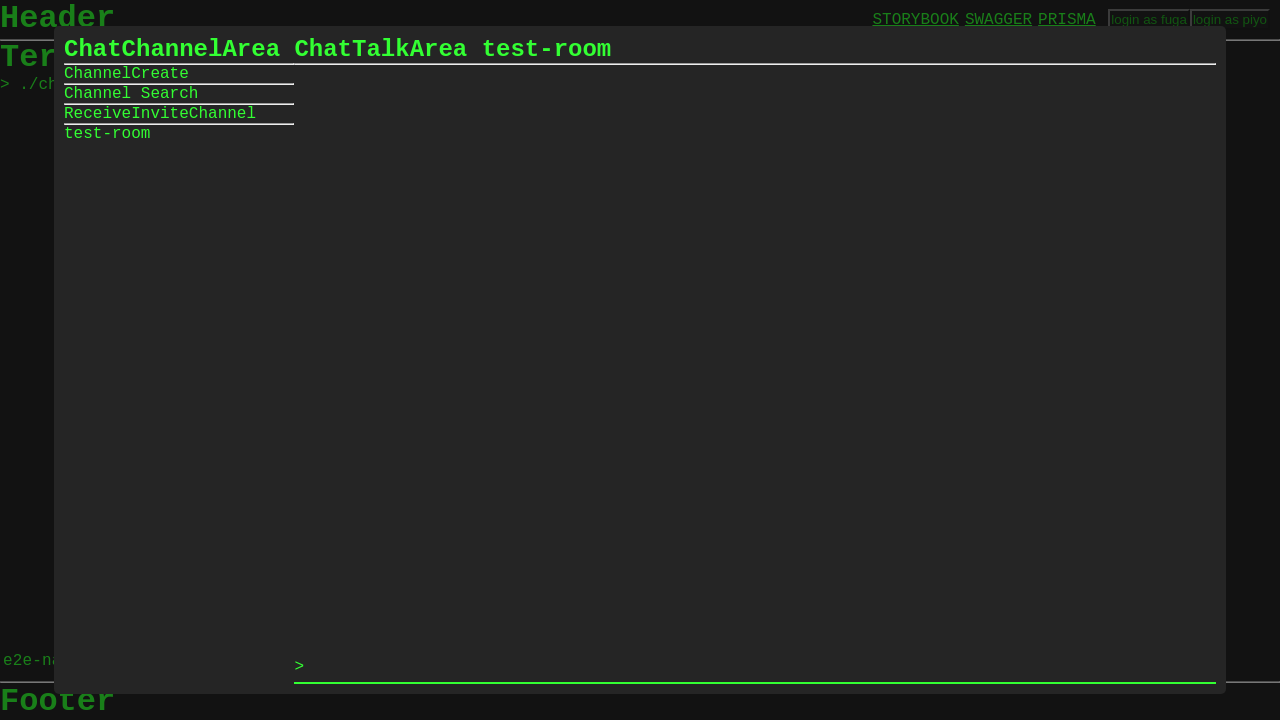 Header
STORYBOOK SWAGGER PRISMA login as fuga login as piyo
Ter
> ./ch
ChatChannelArea ChatTalkArea test-room
ChannelCreate
Channel Search
ReceiveInviteChannel
test-room
>
e2e-na
Footer